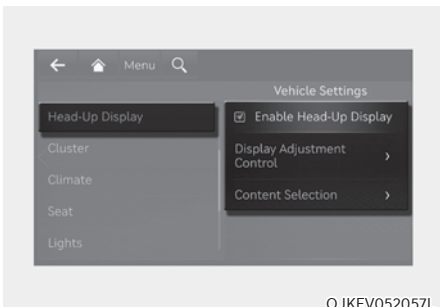 Menu
Vehicle Settings
Head-Up Display
Enable Head-Up Display
Cluster
Display Adjustment
Control
Climate
Content Selection
Seat
Lights
OJKEV052057L